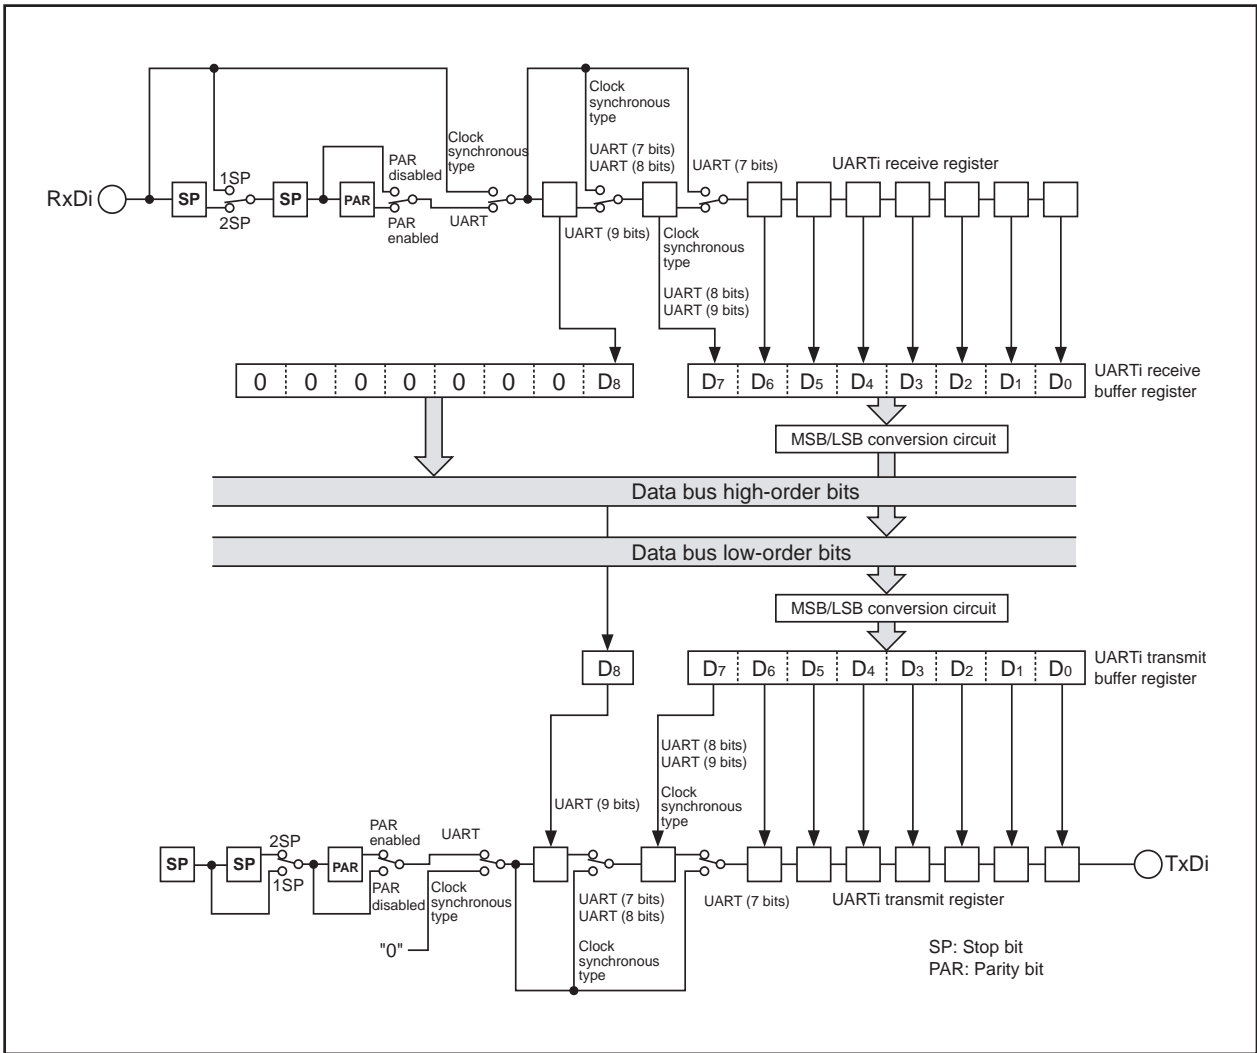 Clock
synchronous
type
UART (7 bits)
UART (8 bits)
Clock
synchronous
type
PAR
disabled
UART (7 bits)
UARTi receive register
RxDi
SP
1SP
2SP
SP
PAR
PAR
enabled
UART
UART (9 bits)
Clock
synchronous
type
UART (8 bits)
UART (9 bits)
0 0 0 0 0 0 0 D8
D7 D6 D5 D4 D3 D2 D1 D0
UARTi receive
buffer register
MSB/LSB conversion circuit
Data bus high-order bits
Data bus low-order bits
MSB/LSB conversion circuit
D8
D7 D6 D5 D4 D3 D2 D1 D0
UARTi transmit
buffer register
UART (8 bits)
UART (9 bits)
Clock
synchronous
type
UART (9 bits)
SP
SP
2SP
1SP
PAR
PAR
enabled
PAR
disabled
UART
Clock
synchronous
type
"0"
UART (7 bits)
UART (8 bits)
Clock
synchronous
type
UART (7 bits)
UARTi transmit register
TxDi
SP: Stop bit
PAR: Parity bit